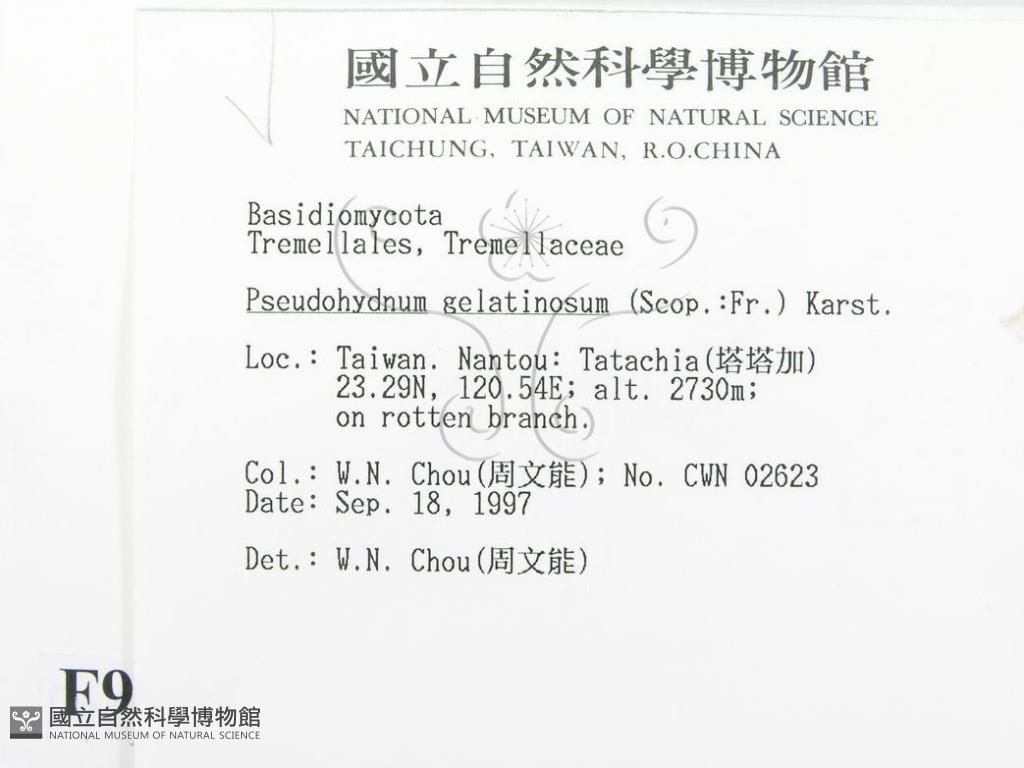 國立自然科學博物館
NATIONAL MUSEUM OF NATURAL SCIENCE
TAICHUNG, TAIWAN, R.O.CHINA
Basidiomycota
Tremellales, Tremellaceae
Pseudohydnum gelatinosum (Scop.:Fr.) Karst.
Loc.: Taiwan. Nantou: Tatachia(塔塔加)
23.29N, 120.54E; alt. 2730m;
on rotten branch.
Col.: W.N. Chou(周文能); No. CWN 02623
Date: Sep. 18, 1997
Det.: W.N. Chou(周文能)
F9
國立自然科學博物館
NATIONAL MUSEUM OF NATURAL SCIENCE